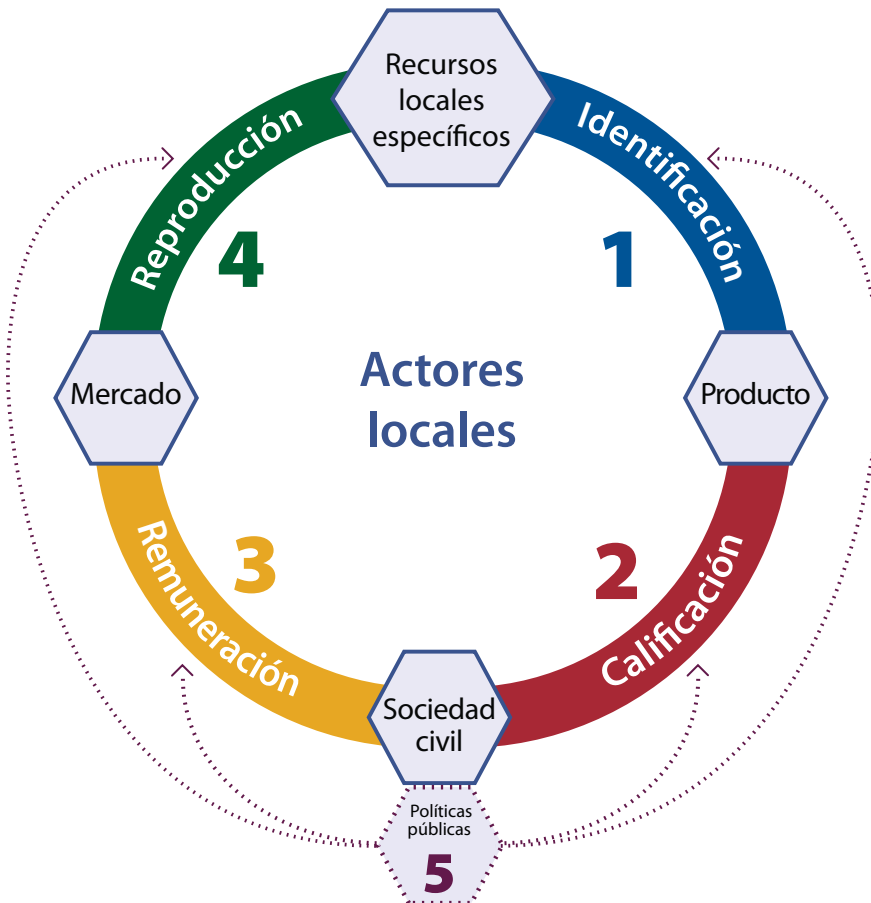 Recursos
locales
específicos
Identificación
1
Producto
2
Calificación
Sociedad
civil
Remuneración
3
Mercado
4
Reproducción
Actores
locales
Políticas
públicas
5